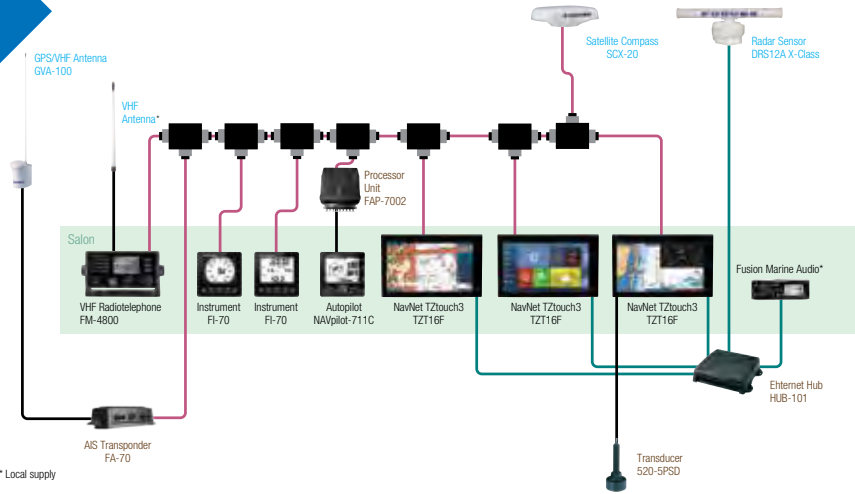 GPS/VHF Antenna
GVA-100
VHF
Antenna*
Satellite Compass
SCX-20
FURUNO
Radar Sensor
DRS12A X-Class
Processor
Unit
FAP-7002
Salon
VHF Radiotelephone
FM-4800
Instrument
FI-70
Instrument
FI-70
Autopilot
NAVpilot-711C
NavNet TZtouch3
TZT16F
NavNet TZtouch3
TZT16F
NavNet TZtouch3
TZT16F
Fusion Marine Audio*
Ehternet Hub
HUB-101
AIS Transponder
FA-70
Transducer
520-5PSD
* Local supply